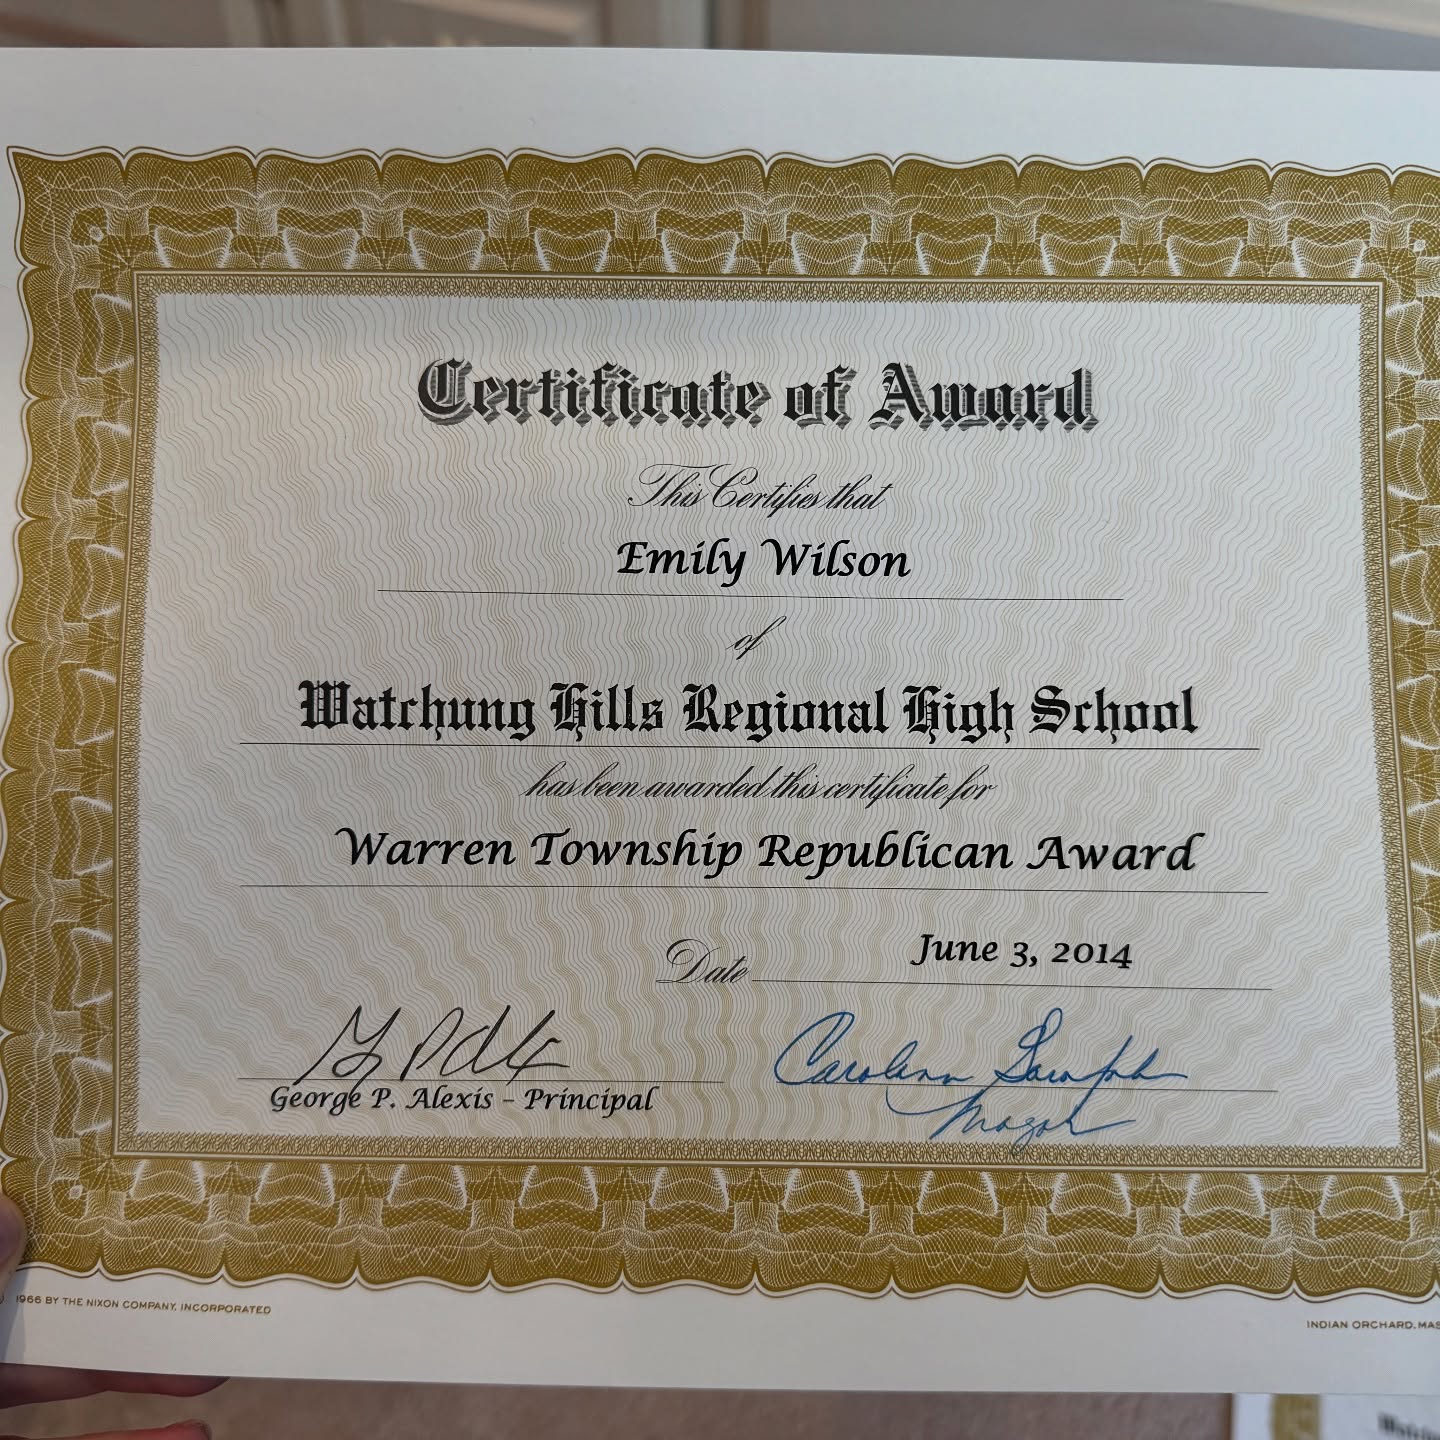 Certificate of Award
This Certifies that
Emily Wilson
of
Watchung Hills Regional High School
has been awarded this certificate for
Warren Township Republican Award
Date June 3, 2014
George P. Alexis - Principal
Carolann
1966 BY THE NIXON COMPANY, INCORPORATED
INDIAN ORCHARD, MAS